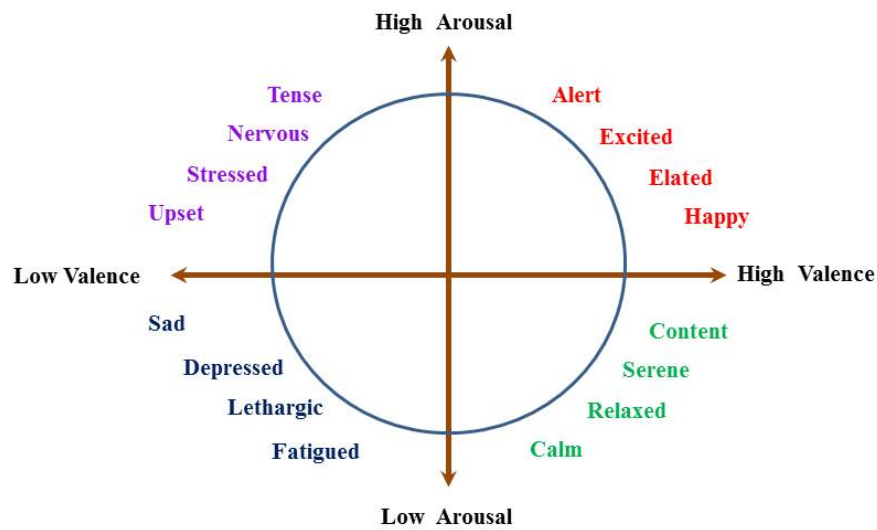 High Arousal
Tense
Alert
Nervous
Excited
Stressed
Elated
Upset
Happy
Low Valence
High Valence
Sad
Content
Depressed
Serene
Lethargic
Relaxed
Fatigued
Calm
Low Arousal